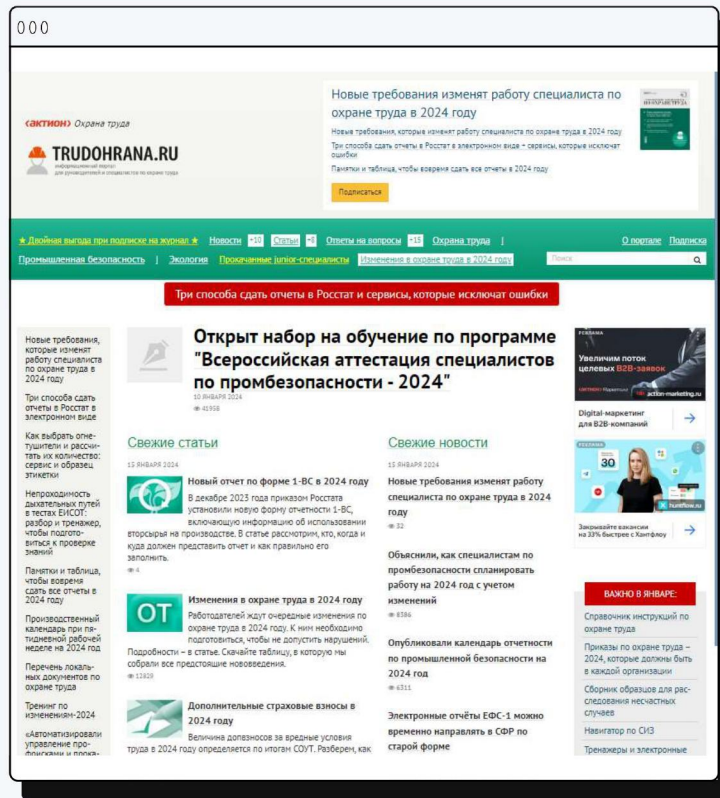 000
‹АКТИОН› Охрана труда
TRUDOHRANA.RU
информационный портал
для руководителей и специалистов по охране труда
Новые требования изменят работу специалиста по
охране труда в 2024 году
Новые требования, которые изменят работу специалиста по охране труда в 2024 году
Три способа сдать отчеты в Росстат в электронном виде + сервисы, которые исключат
ошибки
Памятки и таблица, чтобы вовремя сдать все отчеты в 2024 году
Подписаться
★ Двойная выгода при подписке на журнал ★ Новости +10 Статьи +8 Ответы на вопросы +15 Охрана труда |
О портале Подписка
Промышленная безопасность | Экология Прокачанные junior-специалисты Изменения в охране труда в 2024 году
Поиск
Три способа сдать отчеты в Росстат и сервисы, которые исключат ошибки
Новые требования,
которые изменят
работу специалиста
по охране труда в
2024 году
Три способа сдать
отчеты в Росстат в
электронном виде
Как выбрать огне-
тушители и рассчи-
тать их количество:
сервис и образец
этикетки
Непроходимость
дыхательных путей
в тестах ЕИСОТ:
разбор и тренажер,
чтобы подгото-
виться к проверке
знаний
Памятки и таблица,
чтобы вовремя
сдать все отчеты в
2024 году
Производственный
календарь при пя-
тидневной рабочей
неделе на 2024 год
Перечень локаль-
ных документов по
охране труда
Тренинг по
изменениям-2024
«Автоматизировали
управление про-
фрисками и прока-
Открыт набор на обучение по программе
"Всероссийская аттестация специалистов
по промбезопасности - 2024"
10 ЯНВАРЯ 2024
41958
Свежие статьи
15 ЯНВАРЯ 2024
Новый отчет по форме 1-ВС в 2024 году
В декабре 2023 года приказом Росстата
установили новую форму отчетности 1-ВС,
включающую информацию об использовании
вторсырья на производстве. В статье рассмотрим, кто, когда и
куда должен представить отчет и как правильно его
заполнить.
4
ОТ
Изменения в охране труда в 2024 году
Работодателей ждут очередные изменения по
охране труда в 2024 году. К ним необходимо
подготовиться, чтобы не допустить нарушений.
Подробности – в статье. Скачайте таблицу, в которую мы
собрали все предстоящие нововведения.
12829
Дополнительные страховые взносы в
2024 году
Величина допвзносов за вредные условия
труда в 2024 году определяется по итогам СОУТ. Разберем, как
Свежие новости
15 ЯНВАРЯ 2024
Новые требования изменят работу
специалиста по охране труда в 2024
году
32
Объяснили, как специалистам по
промбезопасности спланировать
работу на 2024 год с учетом
изменений
8386
Опубликовали календарь отчетности
по промышленной безопасности на
2024 год
6311
Электронные отчёты ЕФС-1 можно
временно направлять в СФР по
старой форме
РЕКЛАМА
Увеличим поток
целевых B2B-заявок
action-marketing.ru
Digital-маркетинг
для B2B-компаний
РЕКЛАМА
30
huntflow.ru
Закрывайте вакансии
на 33% быстрее с Хантфлоу
ВАЖНО В ЯНВАРЕ:
Справочник инструкций по
охране труда
Приказы по охране труда –
2024, которые должны быть
в каждой организации
Сборник образцов для рас-
следования несчастных
случаев
Навигатор по СИЗ
Тренажеры и электронные